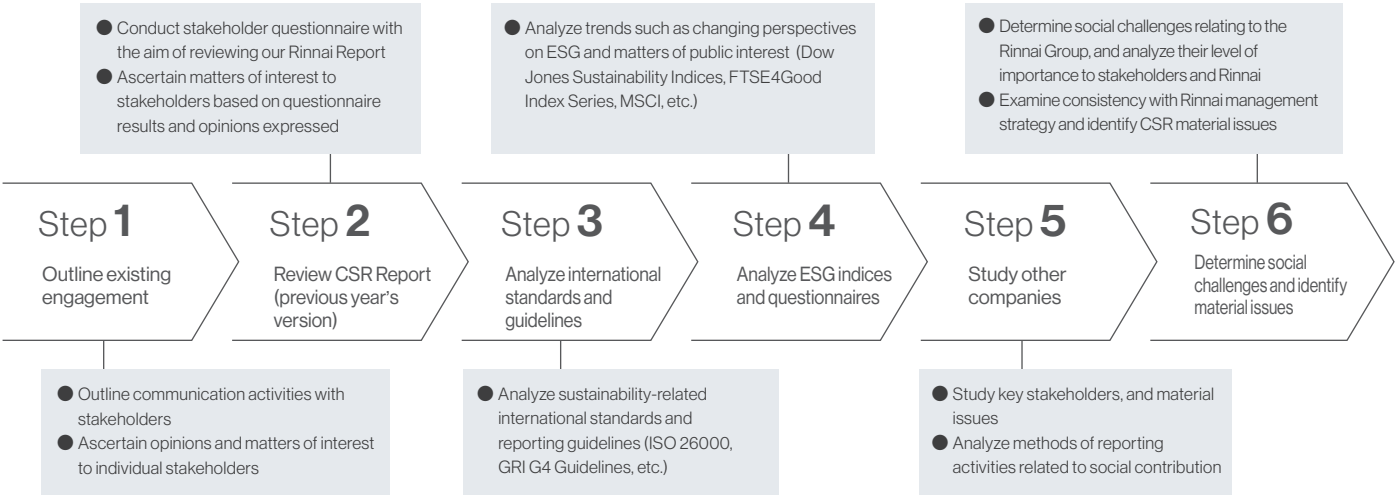 ● Conduct stakeholder questionnaire with
the aim of reviewing our Rinnai Report
● Ascertain matters of interest to
stakeholders based on questionnaire
results and opinions expressed
● Analyze trends such as changing perspectives
on ESG and matters of public interest (Dow
Jones Sustainability Indices, FTSE4Good
Index Series, MSCI, etc.)
● Determine social challenges relating to the
Rinnai Group, and analyze their level of
importance to stakeholders and Rinnai
● Examine consistency with Rinnai management
strategy and identify CSR material issues
Step 1
Outline existing
engagement
Step 2
Review CSR Report
(previous year's
version)
Step 3
Analyze international
standards and
guidelines
Step 4
Analyze ESG indices
and questionnaires
Step 5
Study other
companies
Step 6
Determine social
challenges and identify
material issues
● Outline communication activities with
stakeholders
● Ascertain opinions and matters of interest
to individual stakeholders
● Analyze sustainability-related
international standards and
reporting guidelines (ISO 26000,
GRI G4 Guidelines, etc.)
● Study key stakeholders, and material
issues
● Analyze methods of reporting
activities related to social contribution